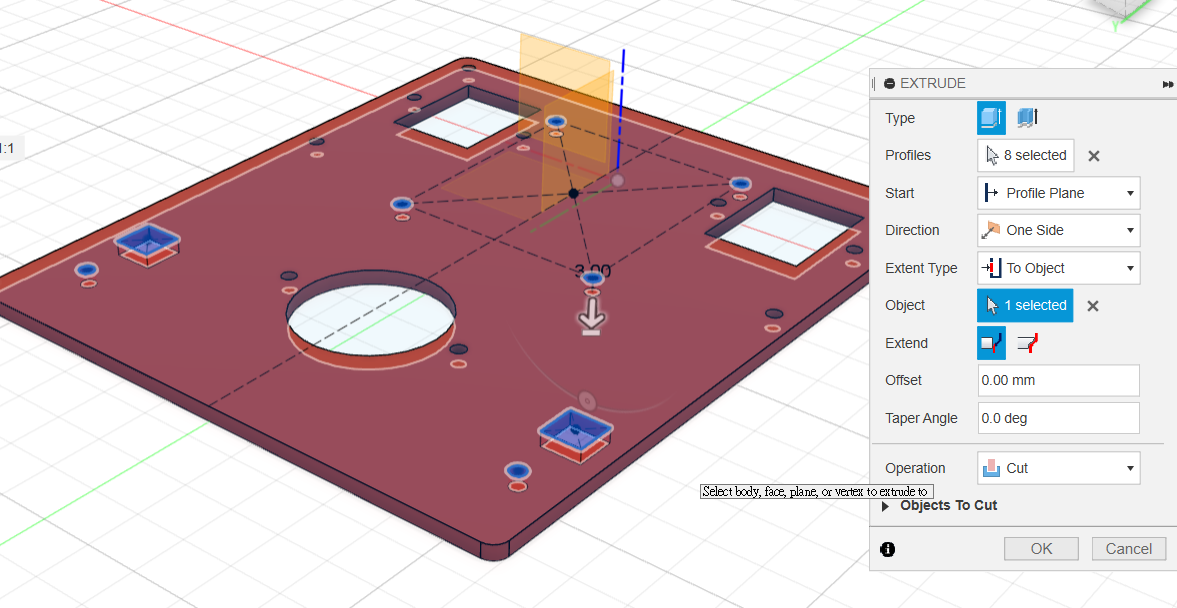 EXTRUDE
Type
:1
Profiles
8 selected
Start
Profile Plane
Direction
One Side
Extent Type
To Object
3.00
Object
1 selected
Extend
Offset
0.00 mm
Taper Angle
0.0 deg
Operation
Cut
Select body, face, plane, or vertex to extrude to
Objects To Cut
OK
Cancel
Y